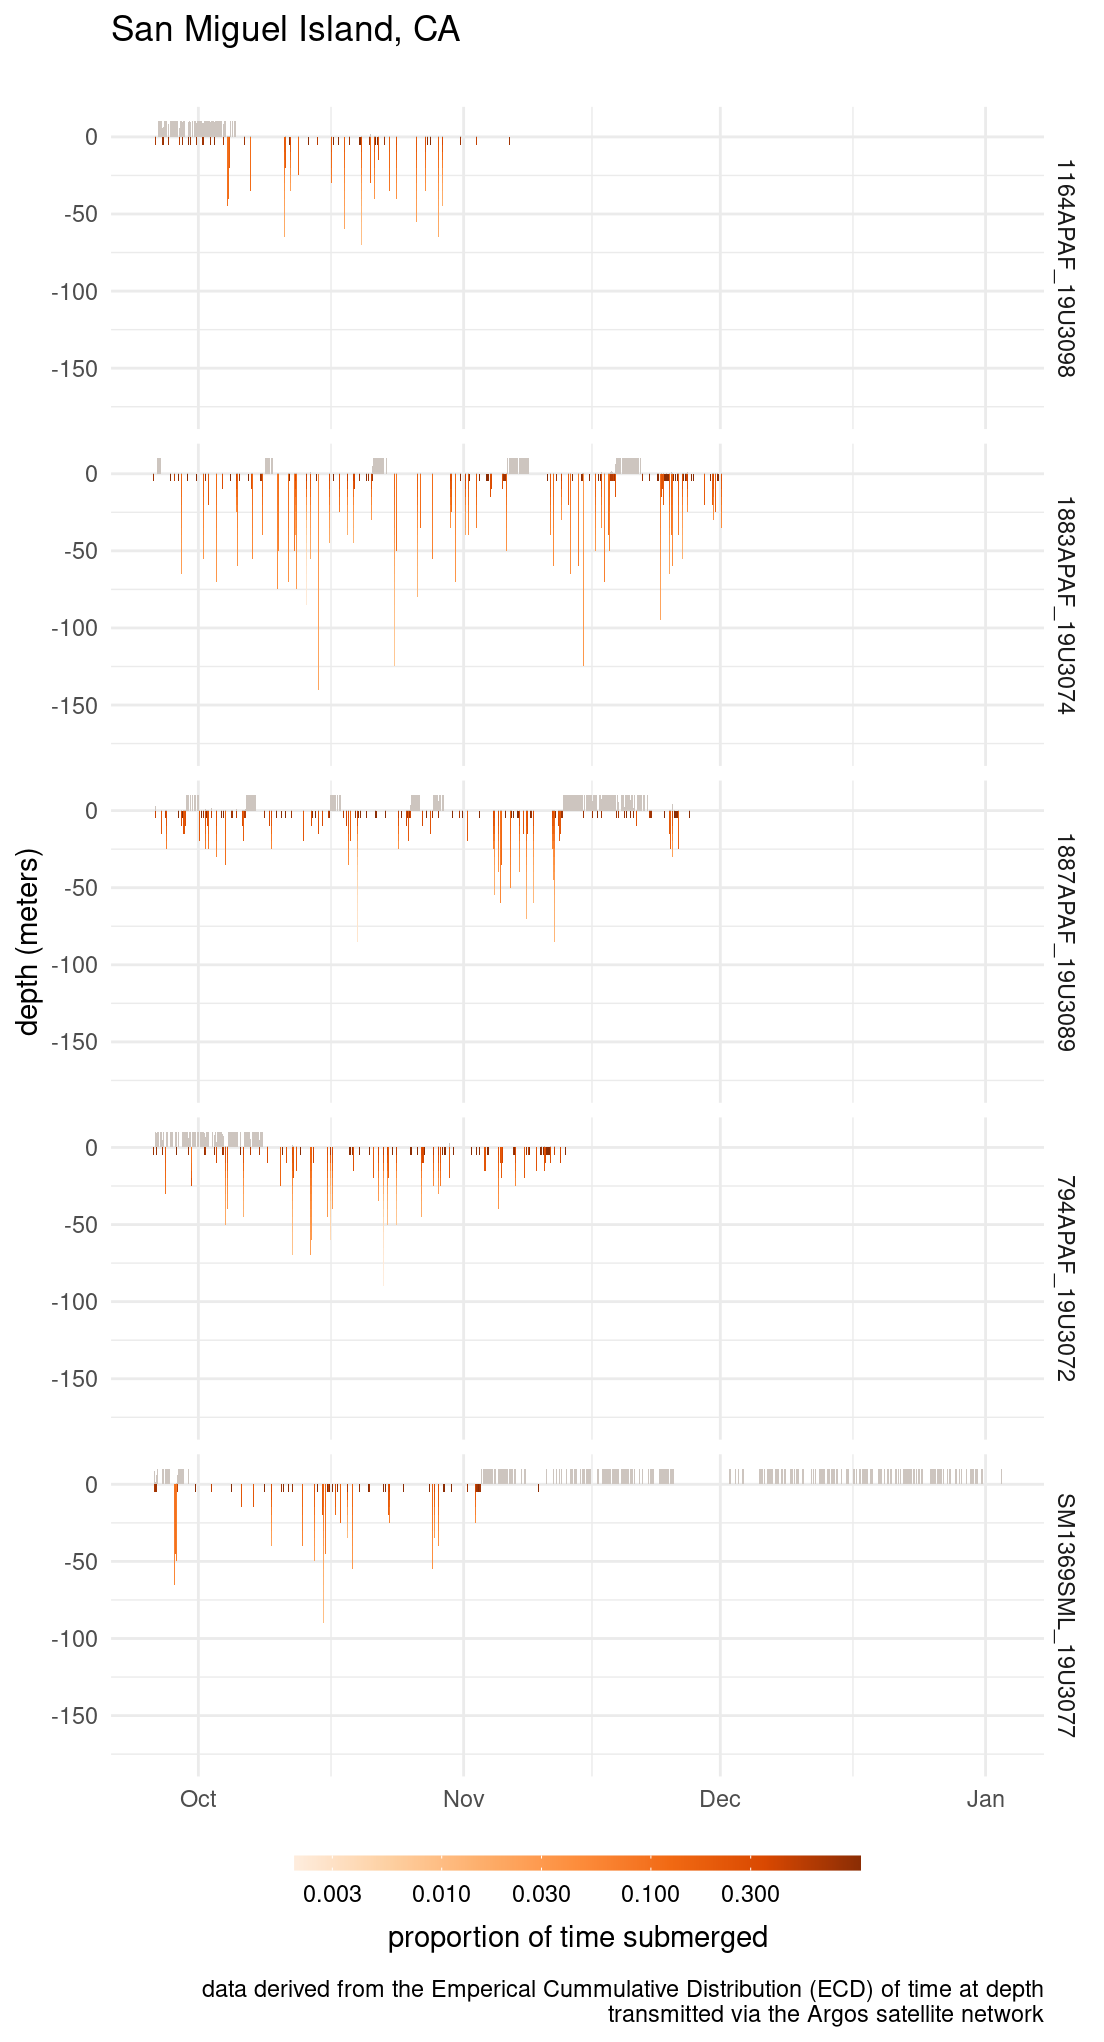 San Miguel Island, CA
0
-50
-100
-150
1164APAF_19U3098
0
-50
-100
-150
1883APAF_19U3074
0
-50
-100
-150
1887APAF_19U3089
depth (meters)
0
-50
-100
-150
794APAF_19U3072
0
-50
-100
-150
SM1369SML_19U3077
Oct Nov Dec Jan
0.003 0.010 0.030 0.100 0.300
proportion of time submerged
data derived from the Emperical Cummulative Distribution (ECD) of time at depth
transmitted via the Argos satellite network